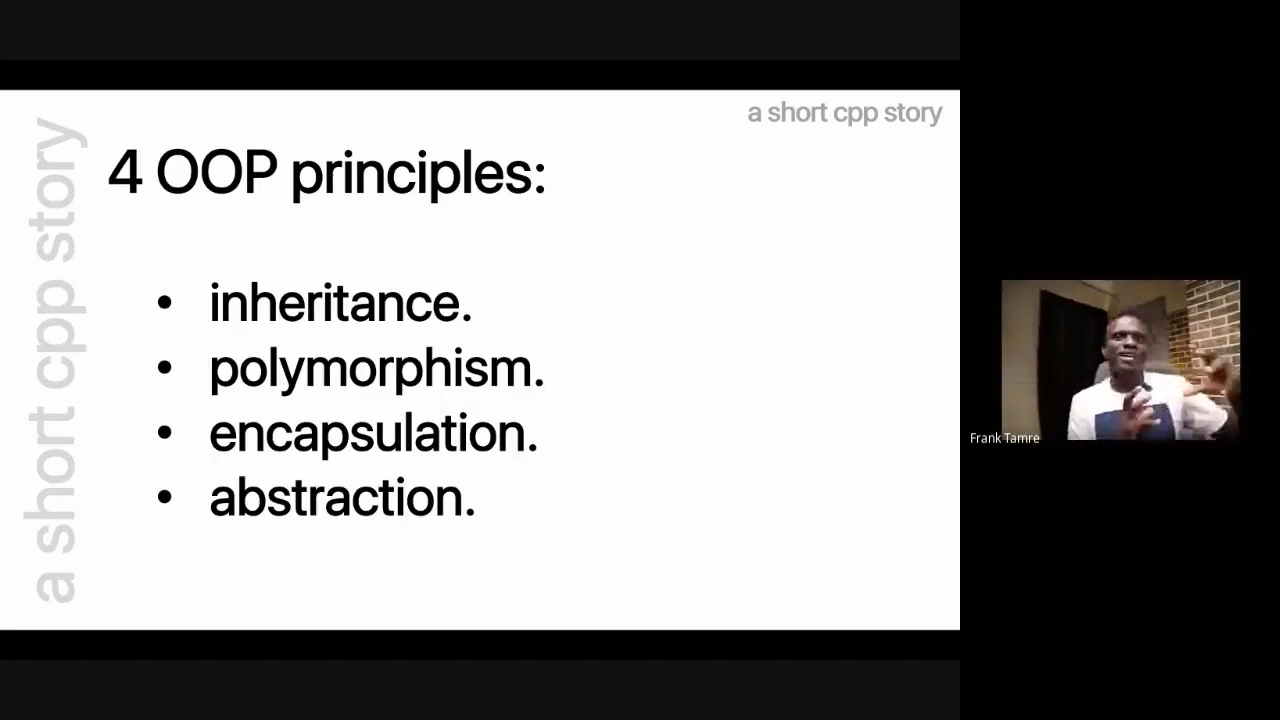 a short cpp story
a short cpp story
4 OOP principles:
• inheritance.
• polymorphism.
• encapsulation.
• abstraction.
Frank Tamre